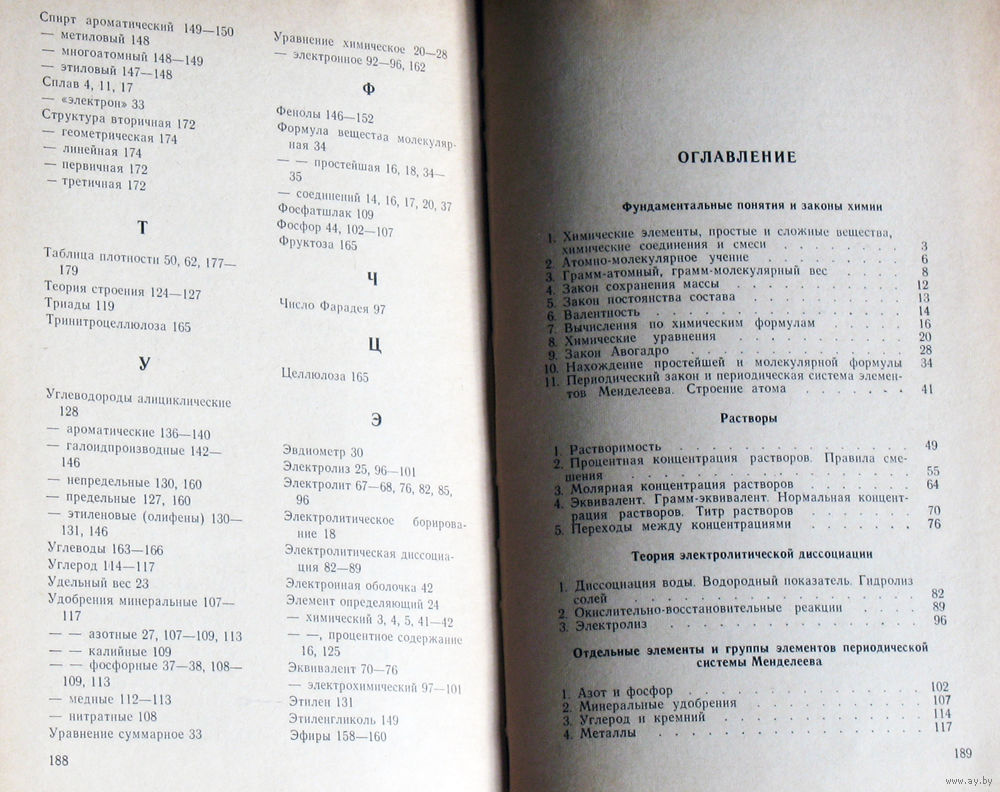 Спирт ароматический 149—150
— метиловый 148
— многоатомный 148—149
— этиловый 147—148
Сплав 4, 11, 17
— «электрон» 33
Структура вторичная 172
— геометрическая 174
— линейная 174
— первичная 172
— третичная 172
Т
Таблица плотности 50, 62, 177—
179
Теория строения 124—127
Триады 119
Тринитроцеллюлоза 165
У
Углеводороды алициклические
128
— ароматические 136—140
— галоидпроизводные 142—
146
— непредельные 130, 160
— предельные 127, 160
— этиленовые (олифены) 130—
131, 146
Углеводы 163—166
Углерод 114—117
Удельный вес 23
Удобрения минеральные 107—
117
— — азотные 27, 107—109, 113
— — калийные 109
— — фосфорные 37—38, 108—
109, 113
— медные 112—113
— нитратные 108
Уравнение суммарное 33
188
Уравнение химическое 20—28
— электронное 92—96, 162
Ф
Фенолы 146—152
Формула вещества молекуляр-
ная 34
— — простейшая 16, 18, 34—
35
— соединений 14, 16, 17, 20, 37
Фосфатшлак 109
Фосфор 44, 102—107
Фруктоза 165
Ч
Число Фарадея 97
Ц
Целлюлоза 165
Э
Эвдиометр 30
Электролиз 25, 96—101
Электролит 67—68, 76, 82, 85,
96
Электролитическое борирова-
ние 18
Электролитическая диссоциа-
ция 82—89
Электронная оболочка 42
Элемент определяющий 24
— химический 3, 4, 5, 41—42
— —, процентное содержание
16, 125
Эквивалент 70—76
— электрохимический 97—101
Этилен 131
Этиленгликоль 149
Эфиры 158—160
ОГЛАВЛЕНИЕ
Фундаментальные понятия и законы химии
1. Химические элементы, простые и сложные вещества,
химические соединения и смеси . . . . . . . . 3
2. Атомно-молекулярное учение . . . . . . . . 6
3. Грамм-атомный, грамм-молекулярный вес . . . . 8
4. Закон сохранения массы . . . . . . . . . 12
5. Закон постоянства состава . . . . . . . . 13
6. Валентность . . . . . . . . . . . . 14
7. Вычисления по химическим формулам . . . . . 16
8. Химические уравнения . . . . . . . . . 20
9. Закон Авогадро . . . . . . . . . . . 28
10. Нахождение простейшей и молекулярной формулы 34
11. Периодический закон и периодическая система элемен-
тов Менделеева. Строение атома . . . . . . . 41
Растворы
1. Растворимость . . . . . . . . . . . 49
2. Процентная концентрация растворов. Правила сме-
шения . . . . . . . . . . . . . . 55
3. Молярная концентрация растворов . . . . . . 64
4. Эквивалент. Грамм-эквивалент. Нормальная концент-
рация растворов. Титр растворов . . . . . . 70
5. Переходы между концентрациями . . . . . . 76
Теория электролитической диссоциации
1. Диссоциация воды. Водородный показатель. Гидролиз
солей . . . . . . . . . . . . . . 82
2. Окислительно-восстановительные реакции . . . . 89
3. Электролиз . . . . . . . . . . . . 96
Отдельные элементы и группы элементов периодической
системы Менделеева
1. Азот и фосфор . . . . . . . . . . . 102
2. Минеральные удобрения . . . . . . . . 107
3. Углерод и кремний . . . . . . . . . . 114
4. Металлы . . . . . . . . . . . . . 117
189
www.ay.by